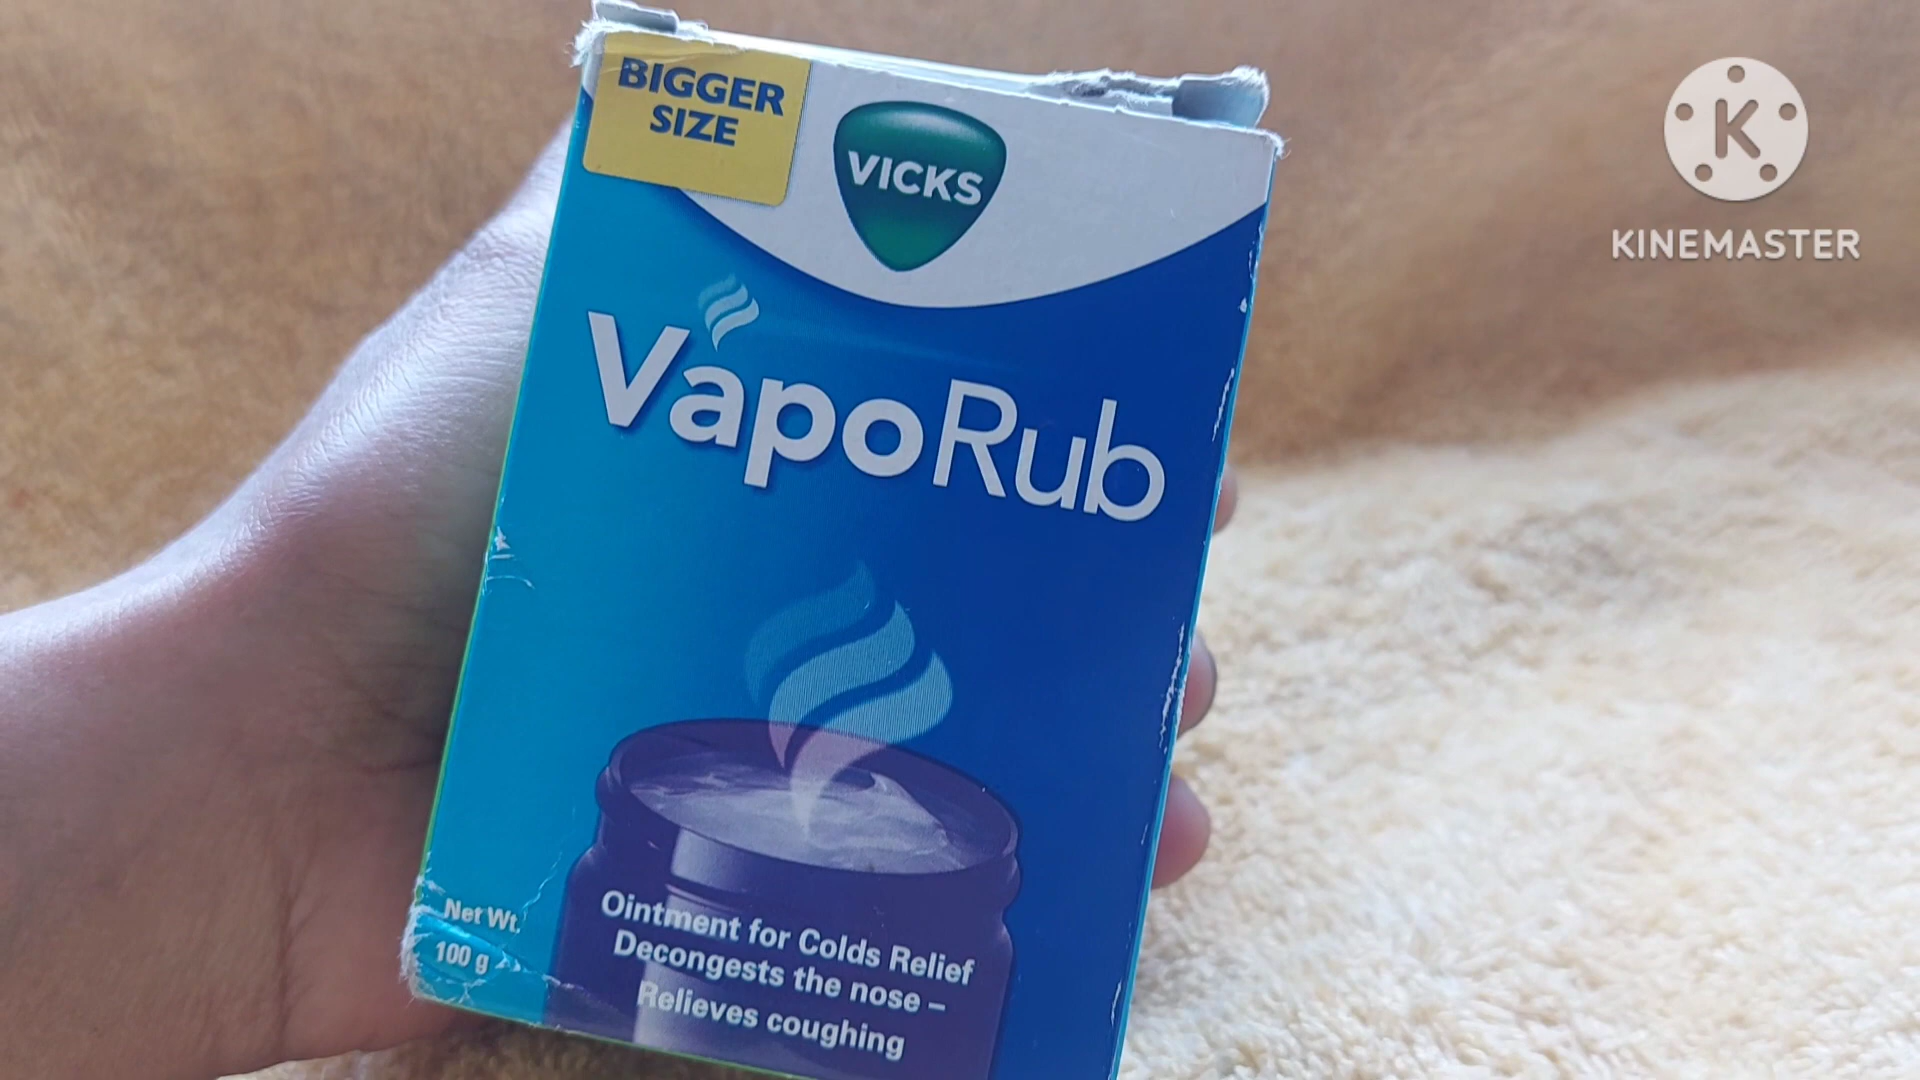 BIGGER
SIZE
VICKS
VapoRub
Net Wt.
100 g
Ointment for Colds Relief
Decongests the nose –
Relieves coughing
K
KINEMASTER